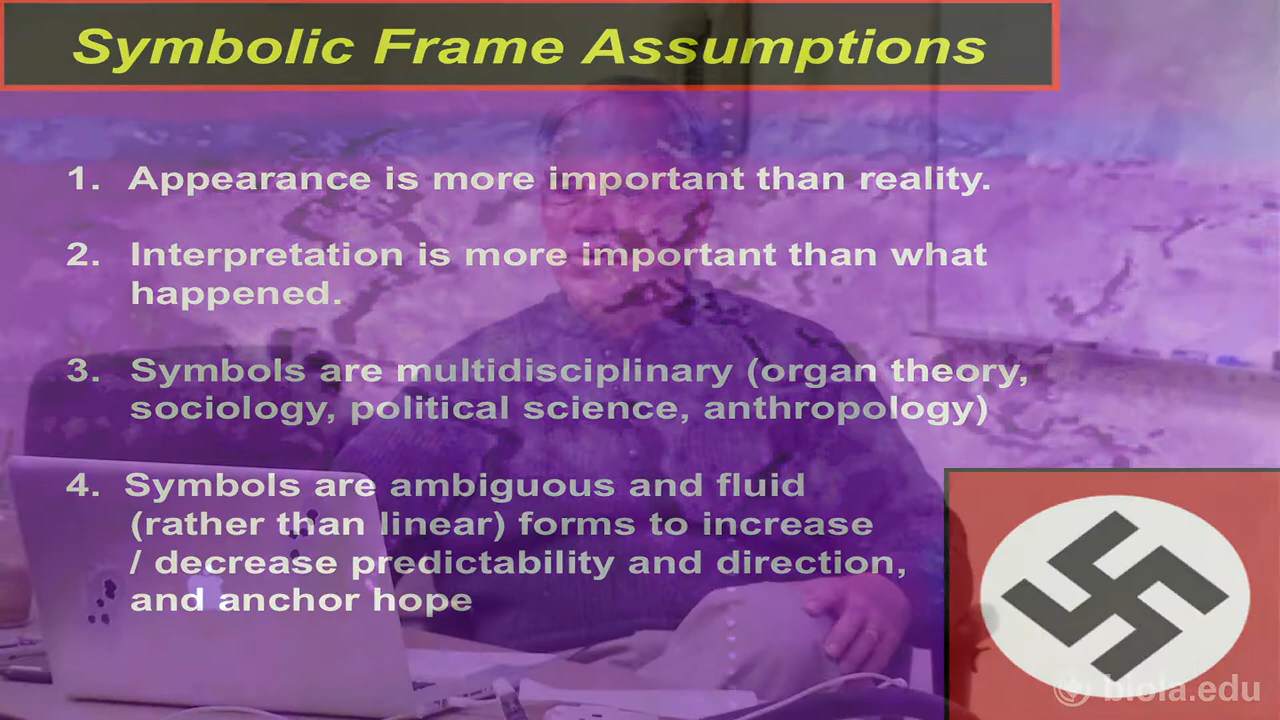 Symbolic Frame Assumptions
1. Appearance is more important than reality.
2. Interpretation is more important than what
happened.
3. Symbols are multidisciplinary (organ theory,
sociology, political science, anthropology)
4. Symbols are ambiguous and fluid
(rather than linear) forms to increase
/ decrease predictability and direction,
and anchor hope
biola.edu